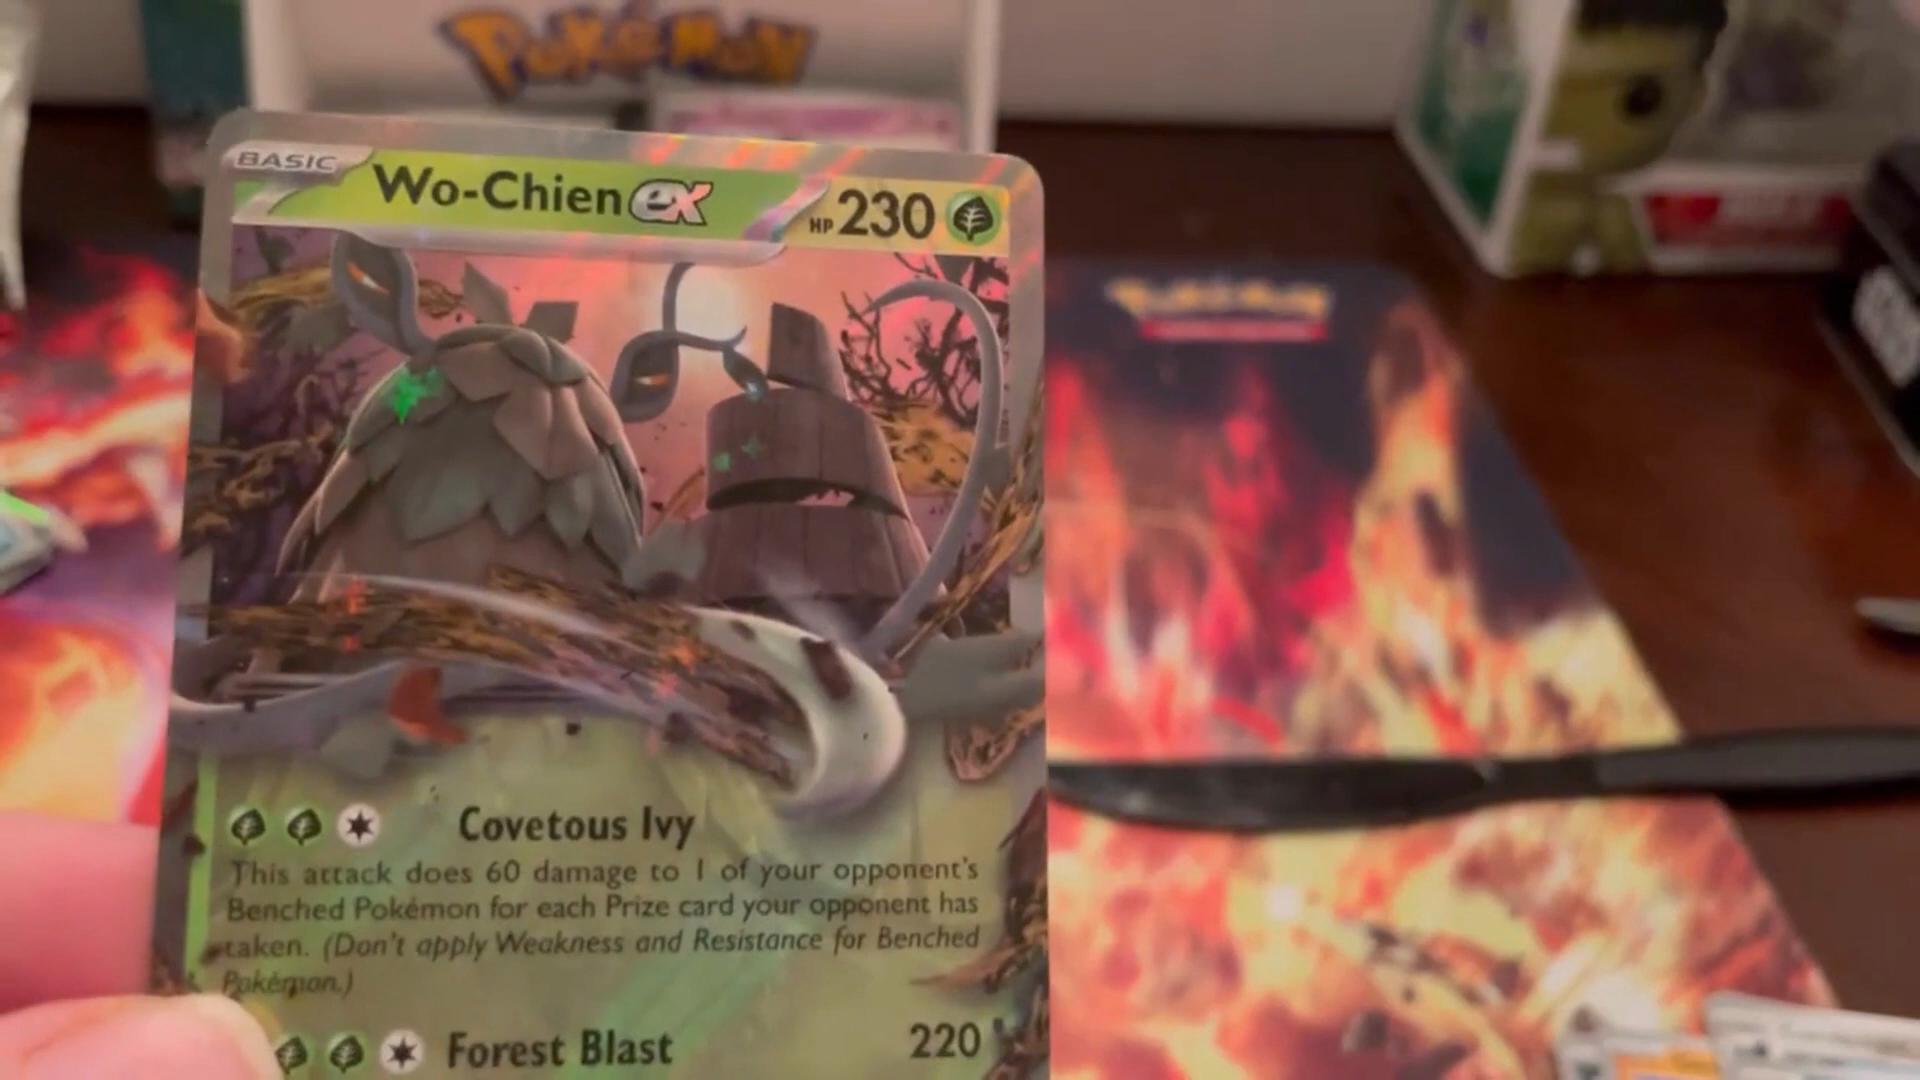 Pokémon
BASIC Wo-Chien ex HP 230
Pokémon
Covetous Ivy
This attack does 60 damage to 1 of your opponent's
Benched Pokémon for each Prize card your opponent has
taken. (Don't apply Weakness and Resistance for Benched
Pokémon.)
Forest Blast 220